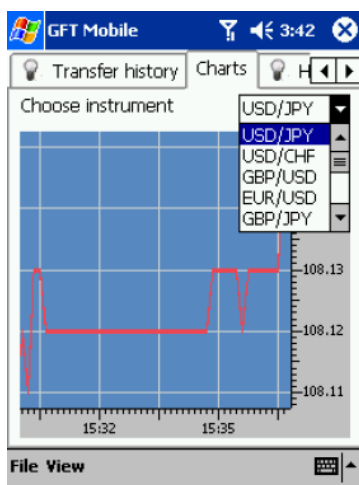 GFT Mobile 3:42
Transfer history Charts H
Choose instrument USD/JPY
USD/JPY
USD/CHF
GBP/USD
EUR/USD
GBP/JPY
108.13
108.12
108.11
15:32 15:35
File View